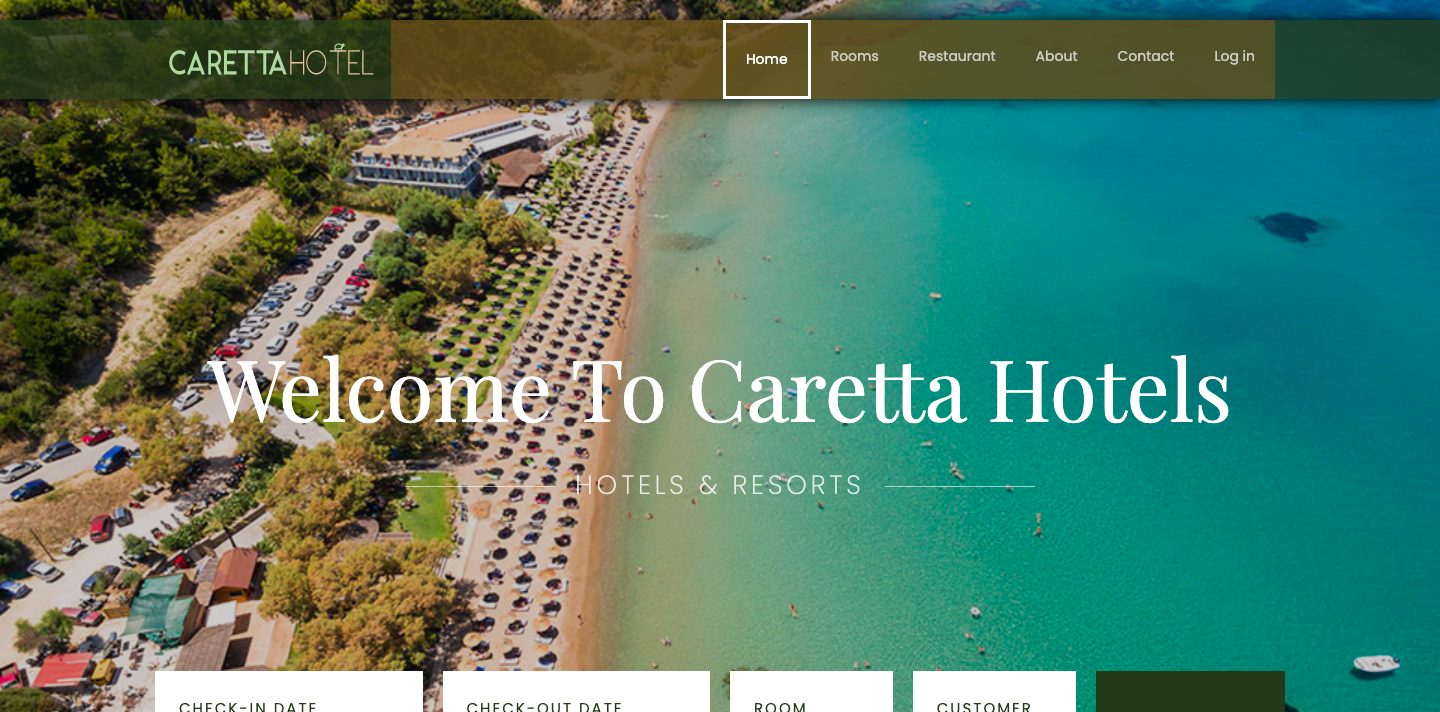 CARETTAHOTEL
Home Rooms Restaurant About Contact Log in
Welcome To Caretta Hotels
HOTELS & RESORTS
CHECK-IN DATE CHECK-OUT DATE ROOM CUSTOMER